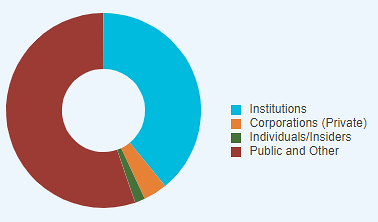 Institutions
Corporations (Private)
Individuals/Insiders
Public and Other